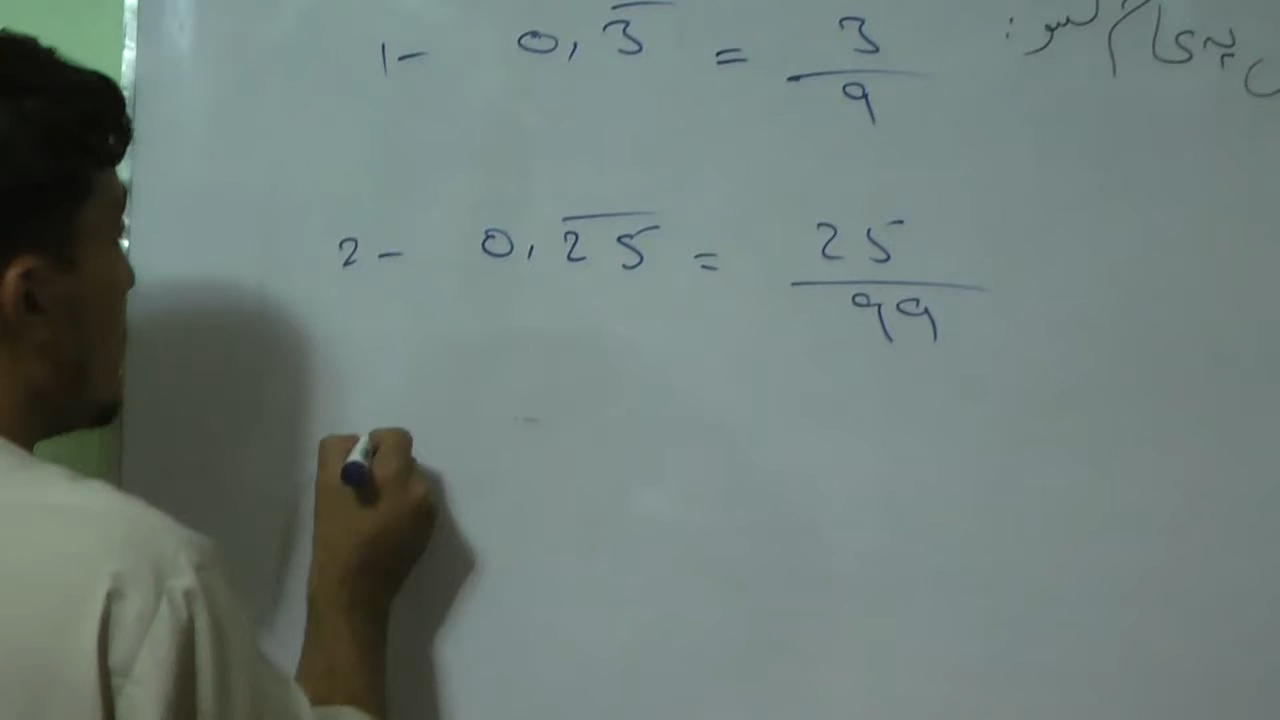 1- 0,3̅ = 3/9
2- 0,2̅5̅ = 25/99